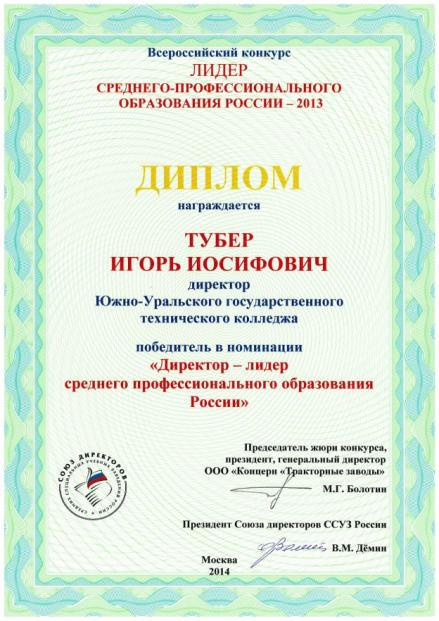 Всероссийский конкурс
ЛИДЕР
СРЕДНЕГО-ПРОФЕССИОНАЛЬНОГО
ОБРАЗОВАНИЯ РОССИИ – 2013
ДИПЛОМ
награждается
ТУБЕР
ИГОРЬ ИОСИФОВИЧ
директор
Южно-Уральского государственного
технического колледжа
победитель в номинации
«Директор – лидер
среднего профессионального образования
России»
СОЮЗ ДИРЕКТОРОВ
Председатель жюри конкурса,
президент, генеральный директор
ООО «Концерн «Тракторные заводы»
М.Г. Болотин
Президент Союза директоров ССУЗ России
В.М. Дёмин
Москва
2014